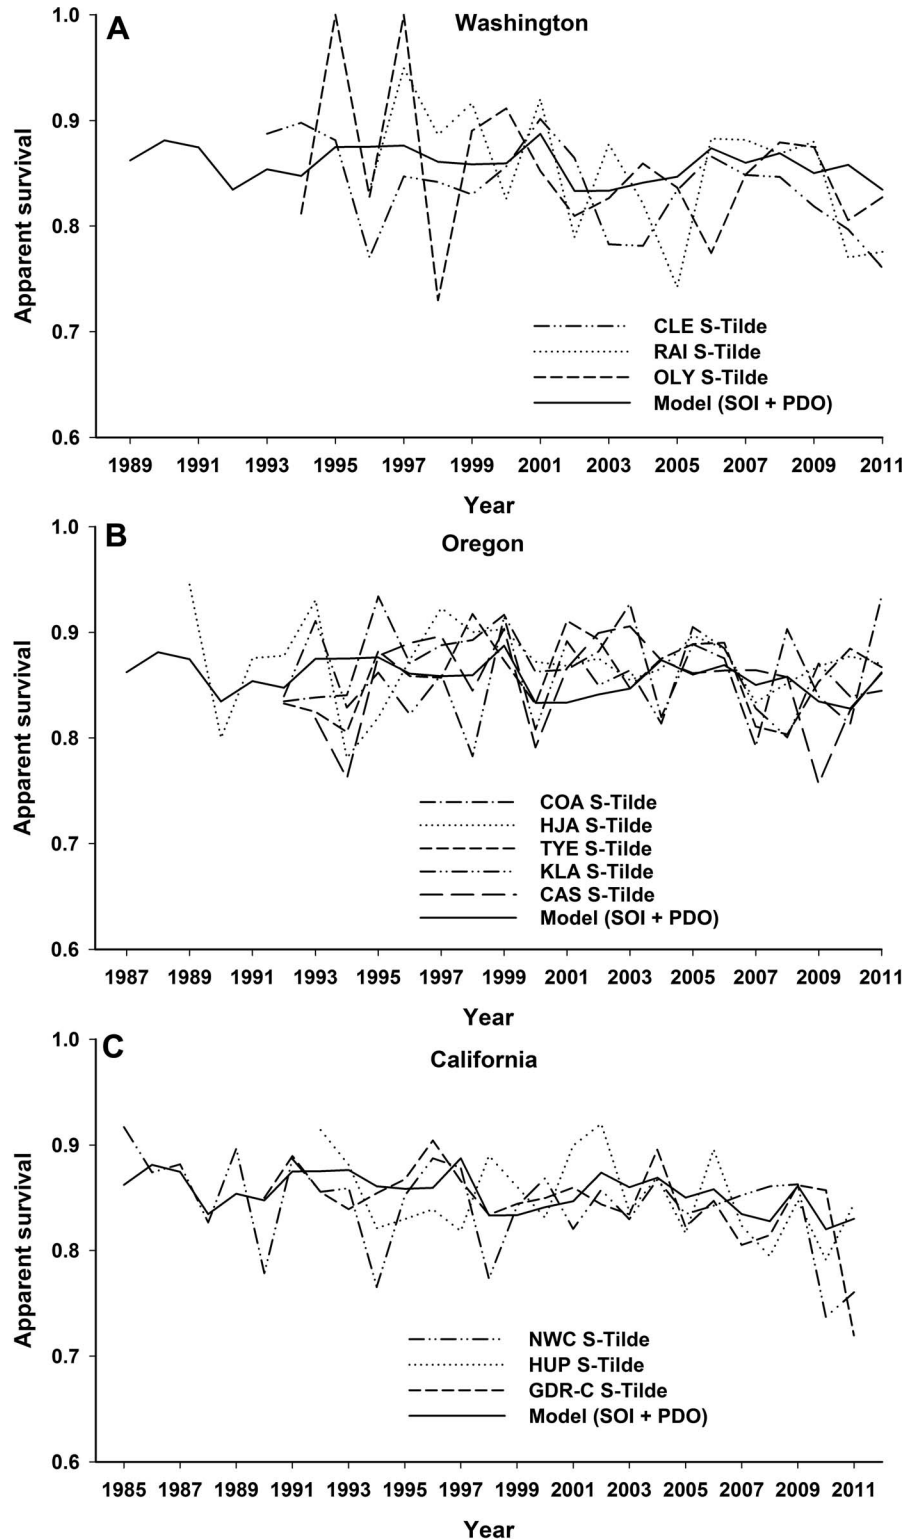 A
Washington
1.0
0.9
0.8
0.7
0.6
Apparent survival
CLE S-Tilde
RAI S-Tilde
OLY S-Tilde
Model (SOI + PDO)
1989 1991 1993 1995 1997 1999 2001 2003 2005 2007 2009 2011
Year
B
Oregon
1.0
0.9
0.8
0.7
0.6
Apparent survival
COA S-Tilde
HJA S-Tilde
TYE S-Tilde
KLA S-Tilde
CAS S-Tilde
Model (SOI + PDO)
1987 1989 1991 1993 1995 1997 1999 2001 2003 2005 2007 2009 2011
Year
C
California
1.0
0.9
0.8
0.7
0.6
Apparent survival
NWC S-Tilde
HUP S-Tilde
GDR-C S-Tilde
Model (SOI + PDO)
1985 1987 1989 1991 1993 1995 1997 1999 2001 2003 2005 2007 2009 2011
Year